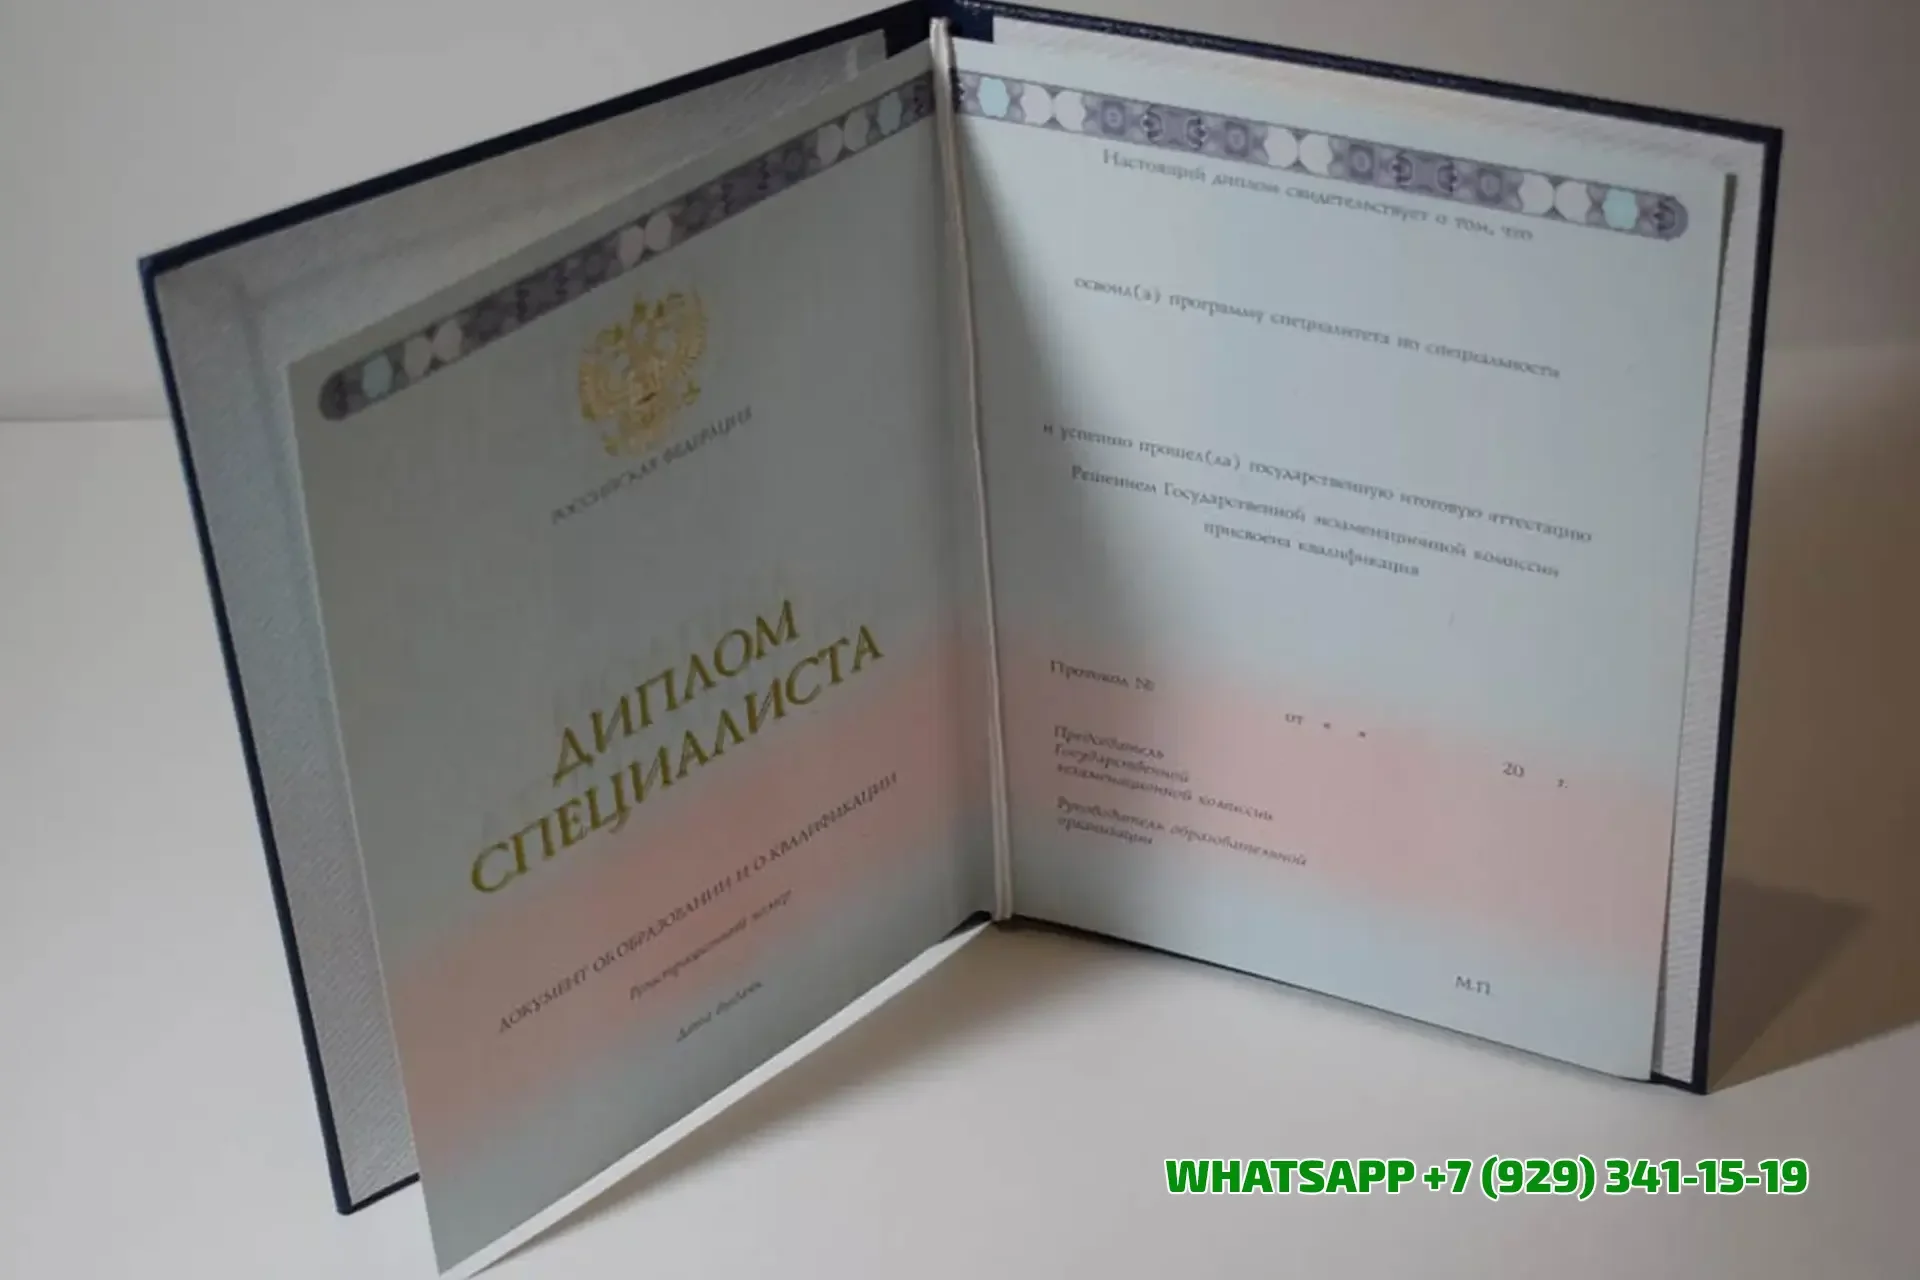 РОССИЙСКАЯ ФЕДЕРАЦИЯ
ДИПЛОМ
СПЕЦИАЛИСТА
ДОКУМЕНТ ОБ ОБРАЗОВАНИИ И О КВАЛИФИКАЦИИ
Регистрационный номер
Дата выдачи
Настоящий диплом свидетельствует о том, что
освоил(а) программу специалитета по специальности
и успешно прошел(ла) государственную итоговую аттестацию
Решением Государственной экзаменационной комиссии
присвоена квалификация
Протокол №
от « » 20 г.
Председатель
Государственной
экзаменационной комиссии
Руководитель образовательной
организации
М.П.
WHATSAPP +7 (929) 341-15-19